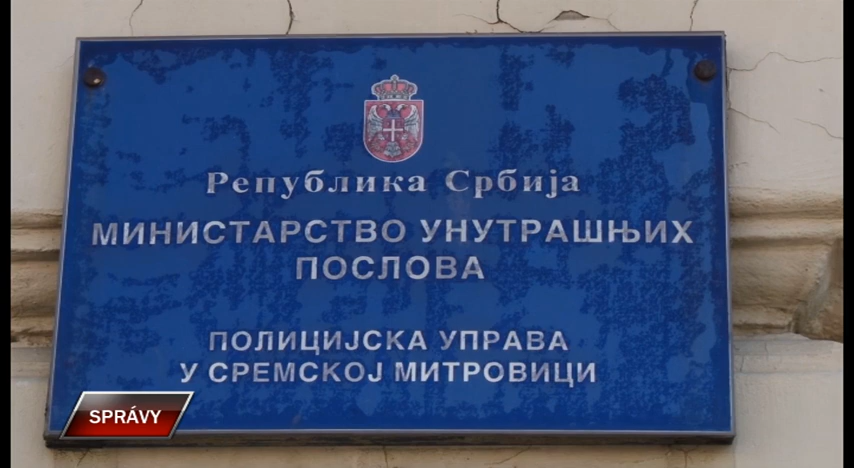 Република Србија
МИНИСТАРСТВО УНУТРАШЊИХ
ПОСЛОВА
ПОЛИЦИЈСКА УПРАВА
У СРЕМСКОЈ МИТРОВИЦИ
SPRÁVY